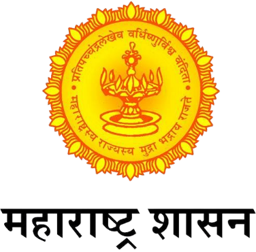 प्रतिपच्चंद्रलेखेव वर्धिष्णुर्विश्व वंदिता
महाराष्ट्रस्य राज्यस्य मुद्रा भद्राय राजते
महाराष्ट्र शासन